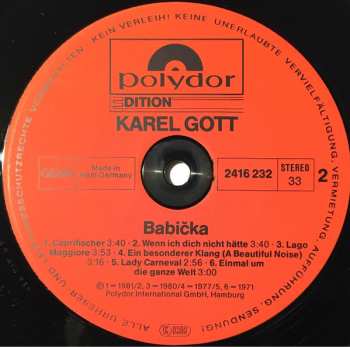 KEIN VERLEIH! KEINE UNERLAUBTE VERVIELFÄLTIGUNG, VERMIETUNG, AUFFÜHRUNG, SENDUNG!
polydor
EDITION
KAREL GOTT
Made in
West Germany
2416 232
STEREO
33
2
Babička
1. Caprifischer 3:40 · 2. Wenn ich dich nicht hätte 3:40 · 3. Lago
Maggiore 3:53 · 4. Ein besonderer Klang (A Beautiful Noise)
3:16 · 5. Lady Carneval 2:56 · 6. Einmal um
die ganze Welt 3:00
℗ 1=1981/2, 3=1980/4=1977/5, 6=1971
Polydor International GmbH, Hamburg
ALLE URHEBER UND